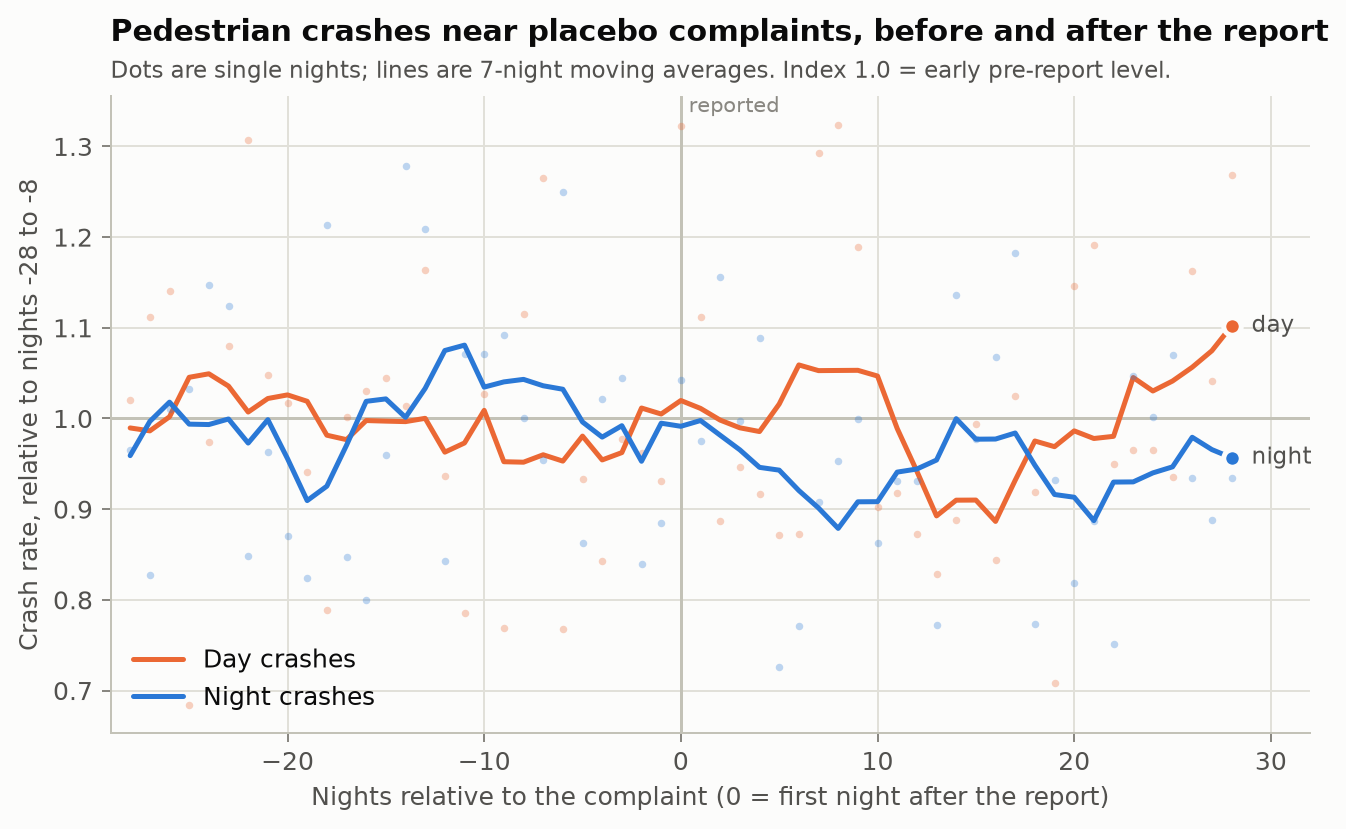 Pedestrian crashes near placebo complaints, before and after the report
Dots are single nights; lines are 7-night moving averages. Index 1.0 = early pre-report level.
reported
Crash rate, relative to nights -28 to -8
1.3
1.2
1.1
1.0
0.9
0.8
0.7
day
night
Day crashes
Night crashes
−20
−10
0
10
20
30
Nights relative to the complaint (0 = first night after the report)